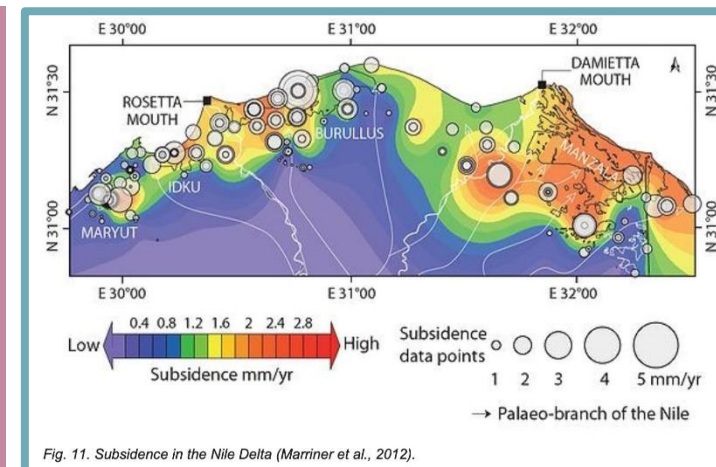 E 30°00 E 31°00 E 32°00
N 31°30 N 31°30
ROSETTA MOUTH
DAMIETTA MOUTH
BURULLUS
IDKU
MANZALA
MARYUT
N 31°00 N 31°00
E 30°00 E 31°00 E 32°00
0.4 0.8 1.2 1.6 2 2.4 2.8
Low High
Subsidence mm/yr
Subsidence
data points
1 2 3 4 5 mm/yr
→ Palaeo-branch of the Nile
Fig. 11. Subsidence in the Nile Delta (Marriner et al., 2012).